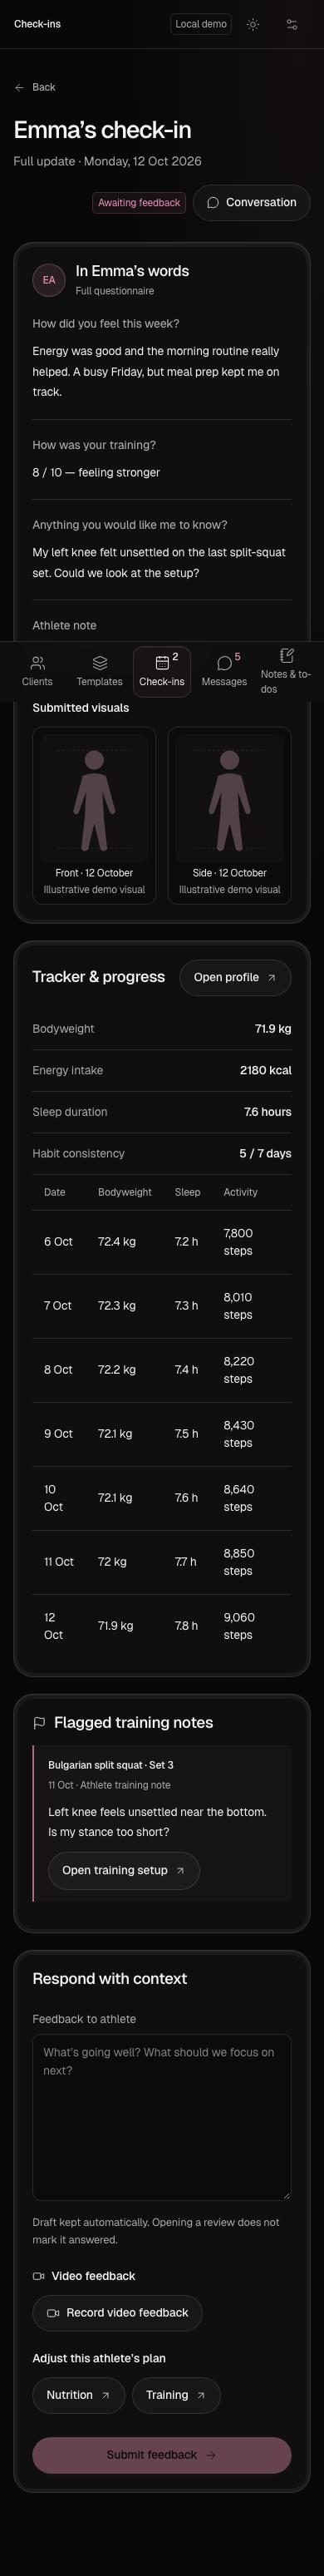 Check-ins
Local demo
Back
Emma's check-in
Full update · Monday, 12 Oct 2026
Awaiting feedback
Conversation
EA
In Emma's words
Full questionnaire
How did you feel this week?
Energy was good and the morning routine really
helped. A busy Friday, but meal prep kept me on
track.
How was your training?
8 / 10 — feeling stronger
Anything you would like me to know?
My left knee felt unsettled on the last split-squat
set. Could we look at the setup?
Athlete note
Clients
Templates
2
Check-ins
5
Messages
Notes & to-
dos
Submitted visuals
Front · 12 October
Illustrative demo visual
Side · 12 October
Illustrative demo visual
Tracker & progress
Open profile
Bodyweight 71.9 kg
Energy intake 2180 kcal
Sleep duration 7.6 hours
Habit consistency 5 / 7 days
Date Bodyweight Sleep Activity
6 Oct 72.4 kg 7.2 h 7,800
steps
7 Oct 72.3 kg 7.3 h 8,010
steps
8 Oct 72.2 kg 7.4 h 8,220
steps
9 Oct 72.1 kg 7.5 h 8,430
steps
10
Oct 72.1 kg 7.6 h 8,640
steps
11 Oct 72 kg 7.7 h 8,850
steps
12
Oct 71.9 kg 7.8 h 9,060
steps
Flagged training notes
Bulgarian split squat · Set 3
11 Oct · Athlete training note
Left knee feels unsettled near the bottom.
Is my stance too short?
Open training setup
Respond with context
Feedback to athlete
What's going well? What should we focus on
next?
Draft kept automatically. Opening a review does not
mark it answered.
Video feedback
Record video feedback
Adjust this athlete's plan
Nutrition
Training
Submit feedback